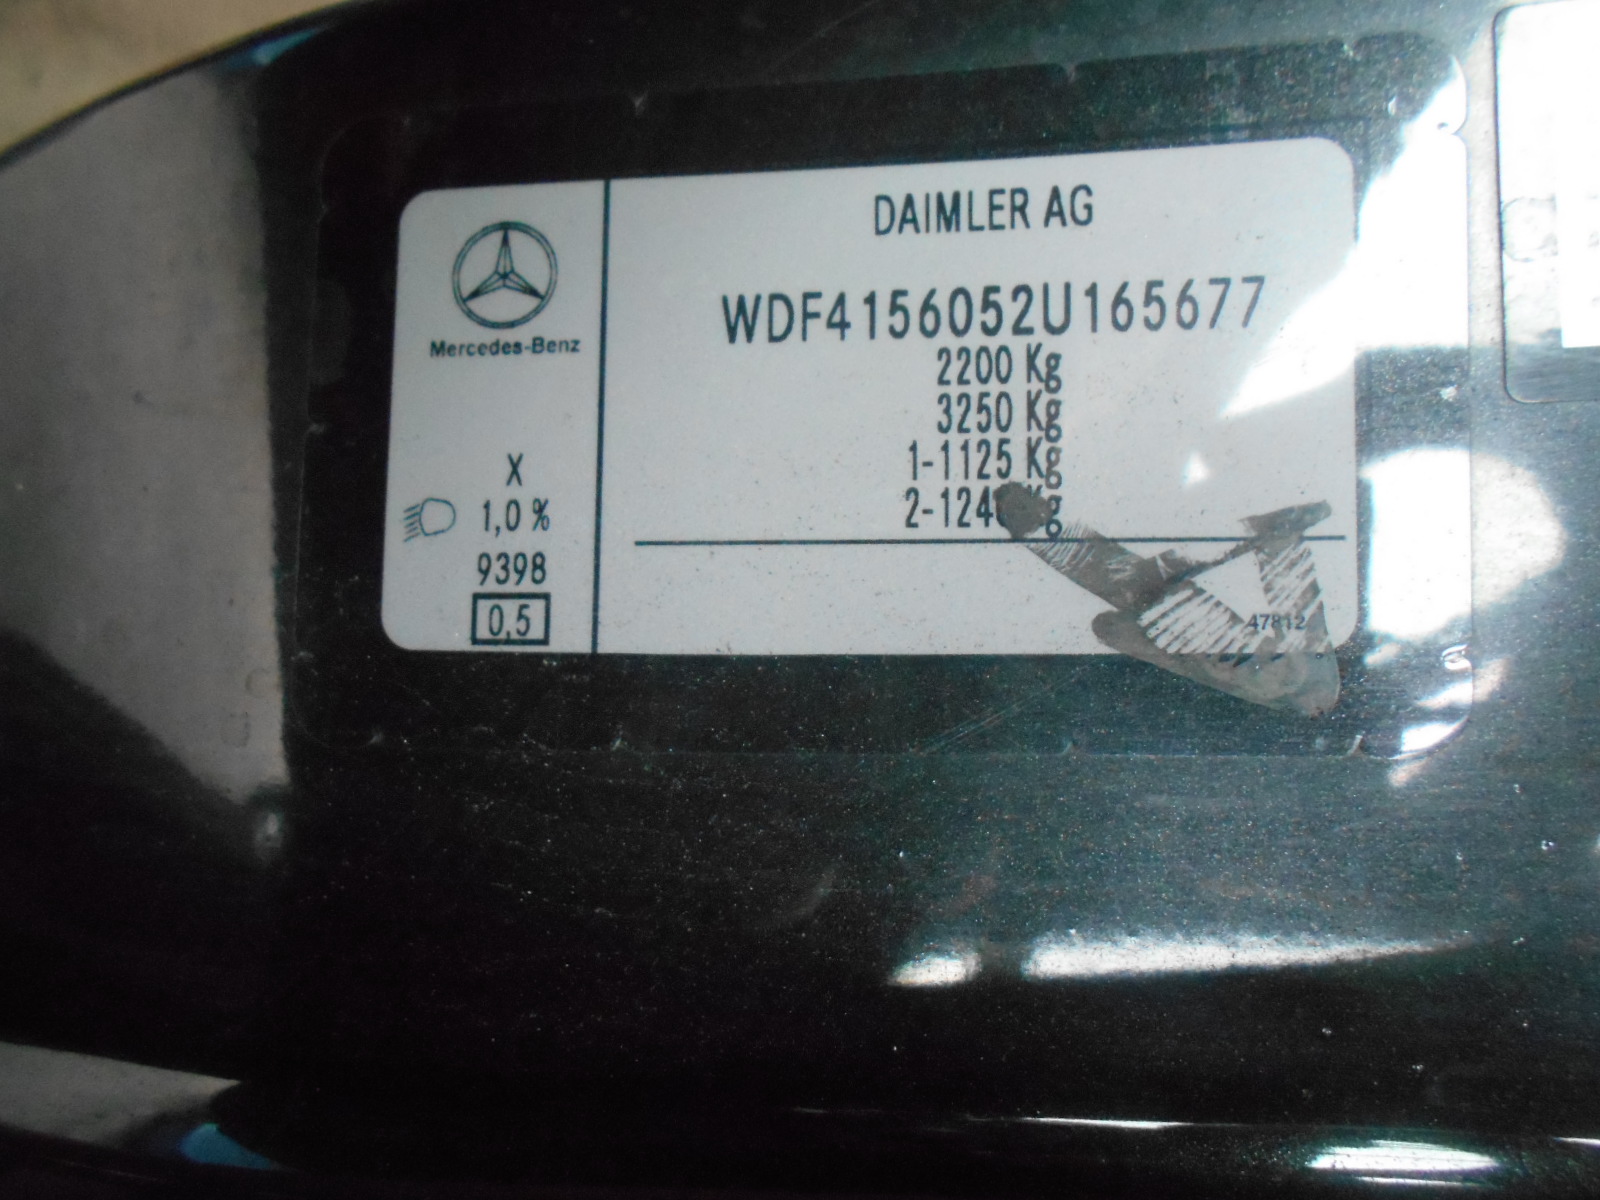 Mercedes-Benz
X
1,0 %
9398
0,5
DAIMLER AG
WDF4156052U165677
2200 Kg
3250 Kg
1-1125 Kg
47812